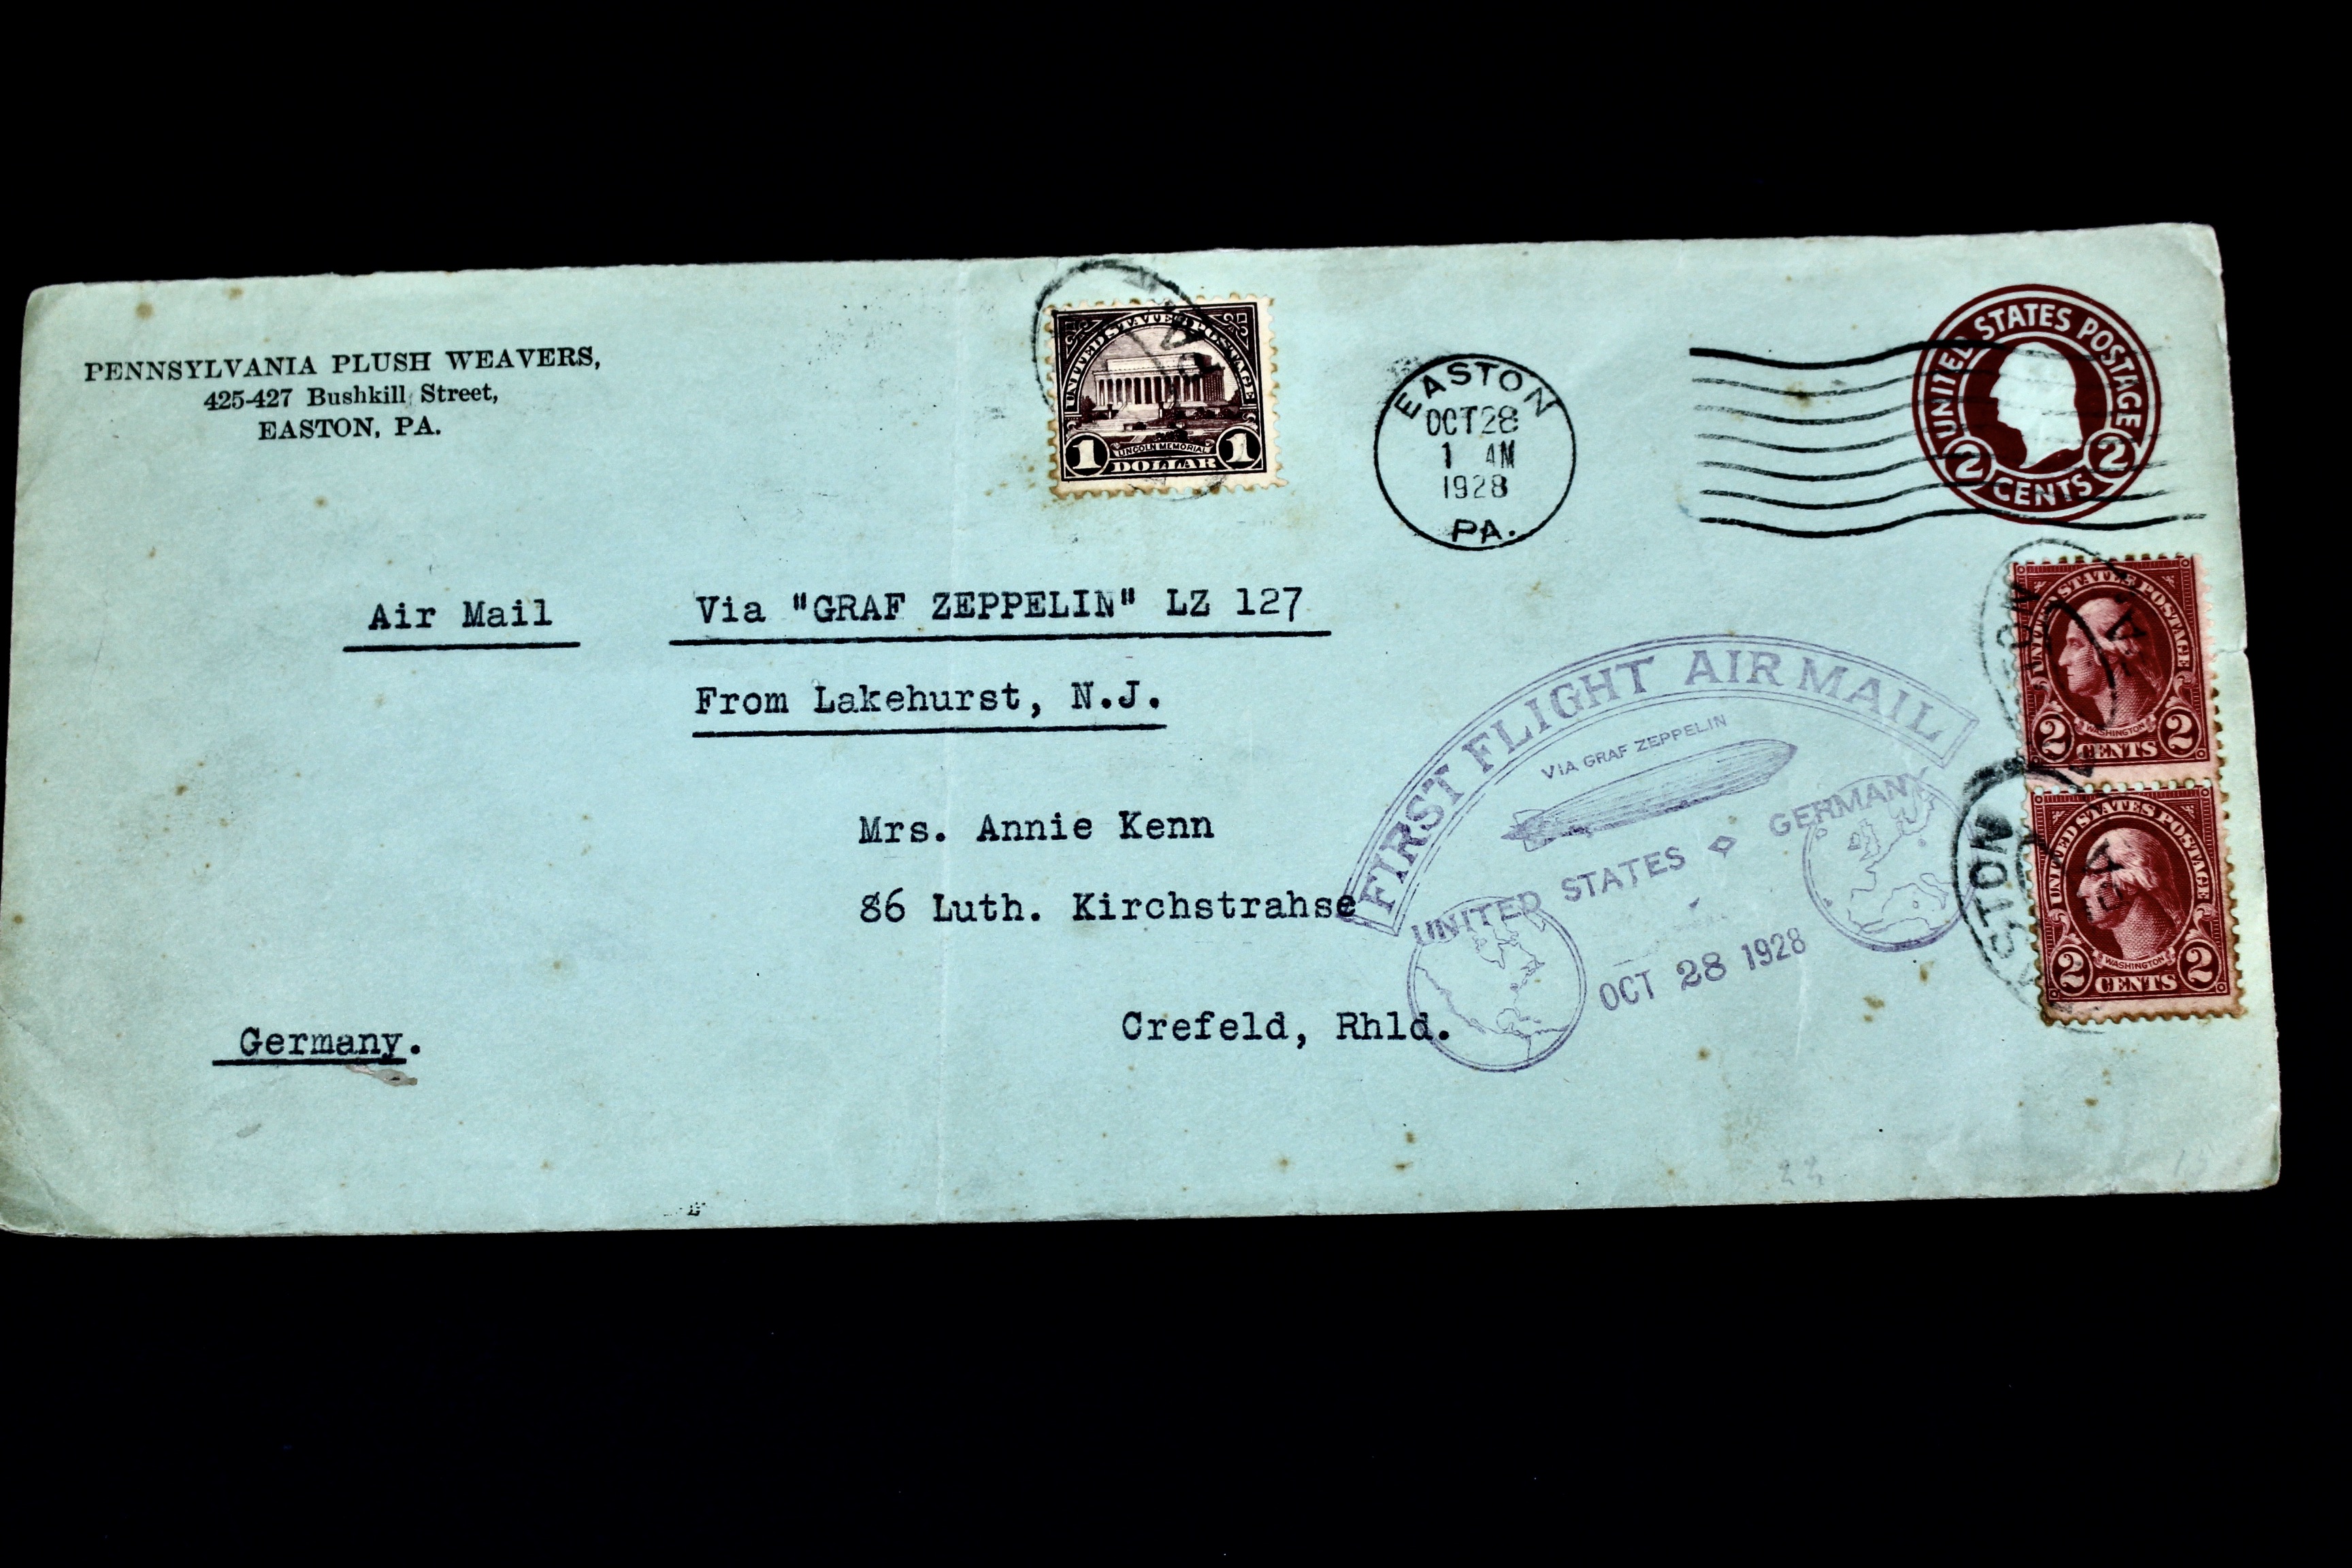 PENNSYLVANIA PLUSH WEAVERS,
425-427 Bushkill Street,
EASTON, PA.
UNITED STATES POSTAGE
LINCOLN MEMORIAL
1 DOLLAR 1
EASTON
OCT 28
1 AM
1928
PA.
UNITED STATES POSTAGE
2 CENTS 2
Air Mail Via "GRAF ZEPPELIN" LZ 127
From Lakehurst, N.J.
UNITED STATES POSTAGE
WASHINGTON
2 CENTS 2
FIRST FLIGHT AIR MAIL
VIA GRAF ZEPPELIN
UNITED STATES GERMANY
OCT 28 1928
Mrs. Annie Kenn
86 Luth. Kirchstrahse
Crefeld, Rhld.
Germany.
UNITED STATES POSTAGE
WASHINGTON
2 CENTS 2
PA.